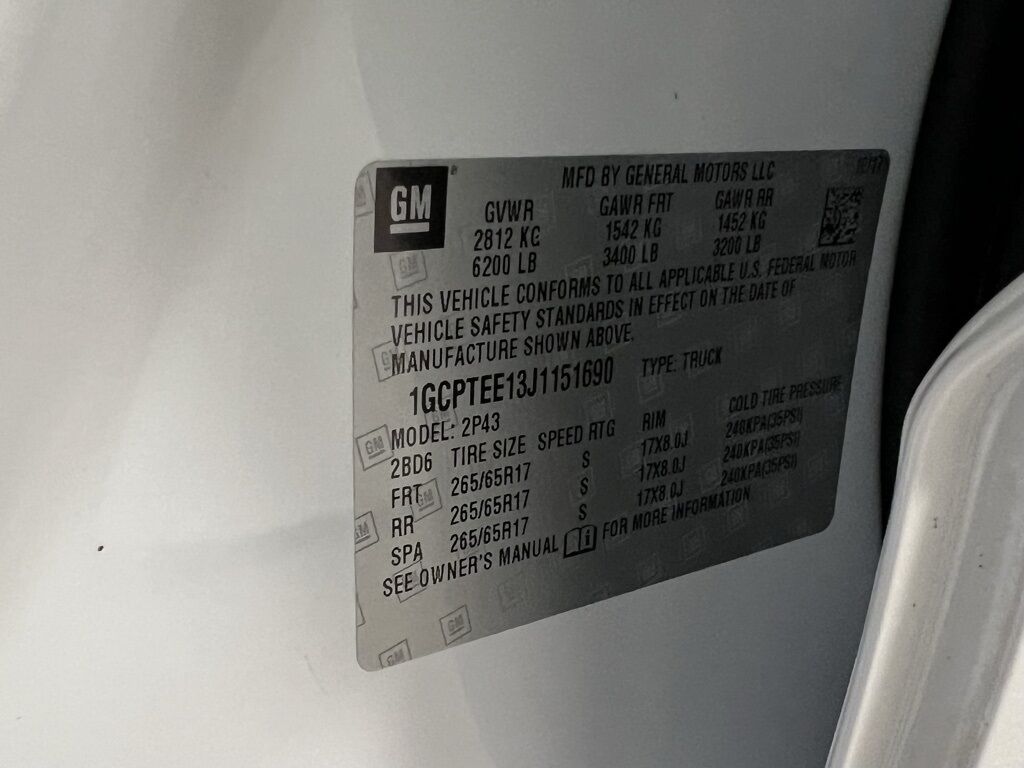 GM
MFD BY GENERAL MOTORS LLC
GVWR GAWR FRT GAWR RR
2812 KG 1542 KG 1452 KG
6200 LB 3400 LB 3200 LB
THIS VEHICLE CONFORMS TO ALL APPLICABLE U.S. FEDERAL MOTOR
VEHICLE SAFETY STANDARDS IN EFFECT ON THE DATE OF
MANUFACTURE SHOWN ABOVE.
1GCPTEE13J1151690 TYPE: TRUCK
MODEL: 2P43
2BD6 TIRE SIZE SPEED RTG RIM COLD TIRE PRESSURE
FRT 265/65R17 S 17X8.0J 240KPA(35PSI)
RR 265/65R17 S 17X8.0J 240KPA(35PSI)
SPA 265/65R17 S 17X8.0J 240KPA(35PSI)
SEE OWNER'S MANUAL FOR MORE INFORMATION